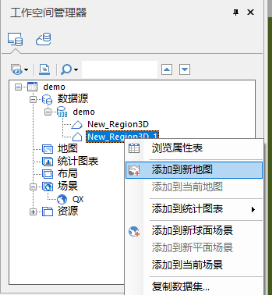 工作空间管理器
demo
数据源
demo
New_Region3D
New_Region3D_1
地图
统计图表
布局
场景
QX
资源
浏览属性表
添加到新地图
添加到当前地图
添加到统计图表
添加到新球面场景
添加到新平面场景
添加到当前场景
复制数据集...